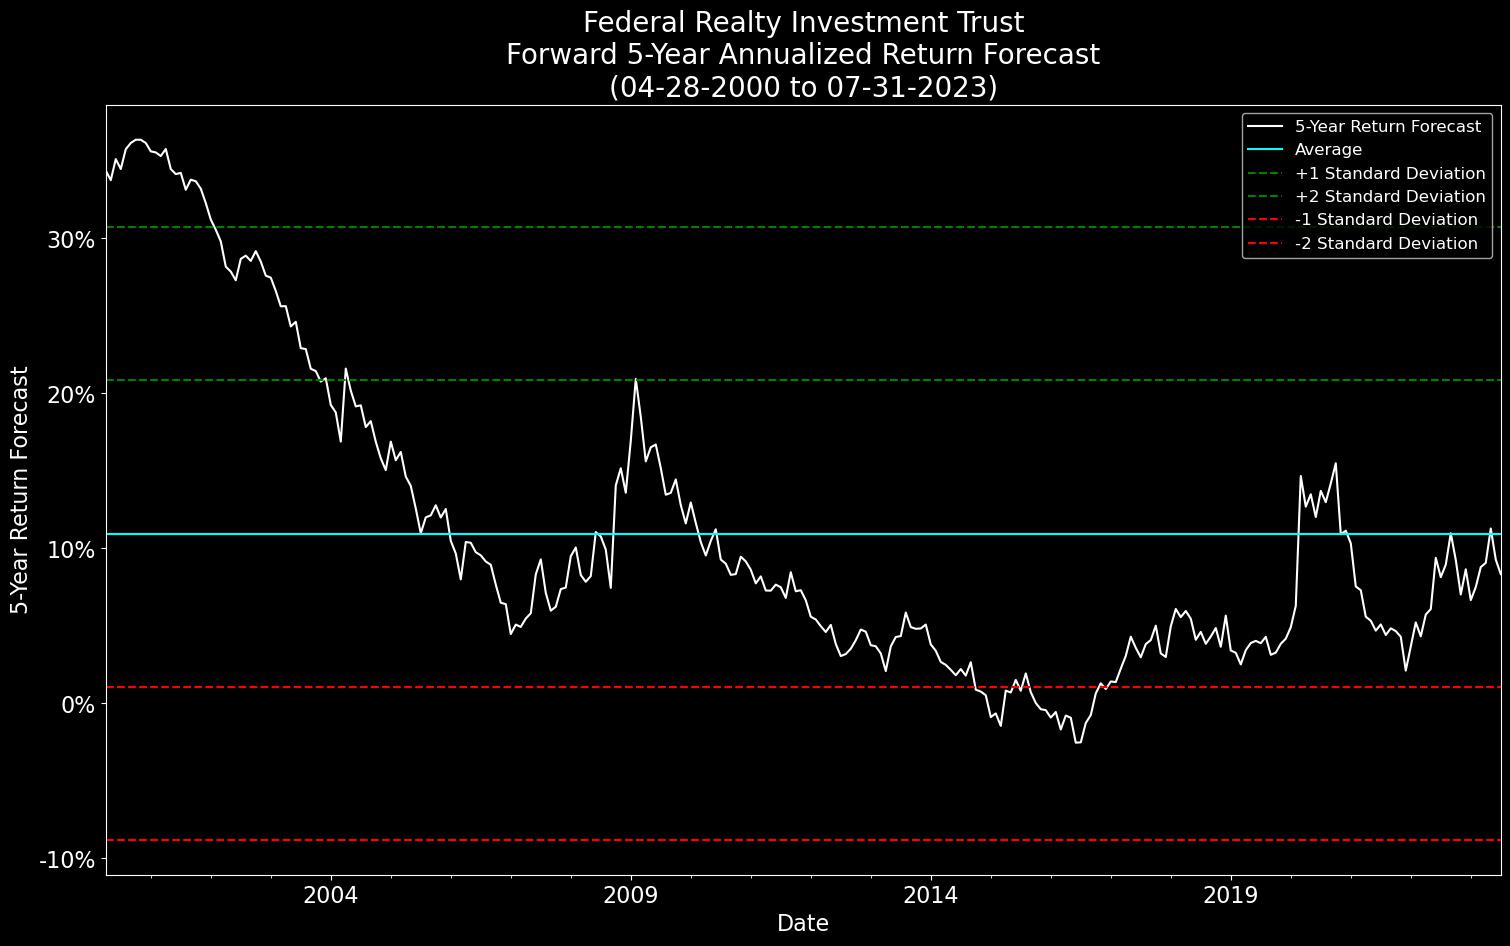 Federal Realty Investment Trust
Forward 5-Year Annualized Return Forecast
(04-28-2000 to 07-31-2023)
5-Year Return Forecast
Average
+1 Standard Deviation
+2 Standard Deviation
-1 Standard Deviation
-2 Standard Deviation
5-Year Return Forecast
30%
20%
10%
0%
-10%
2004
2009
2014
2019
Date